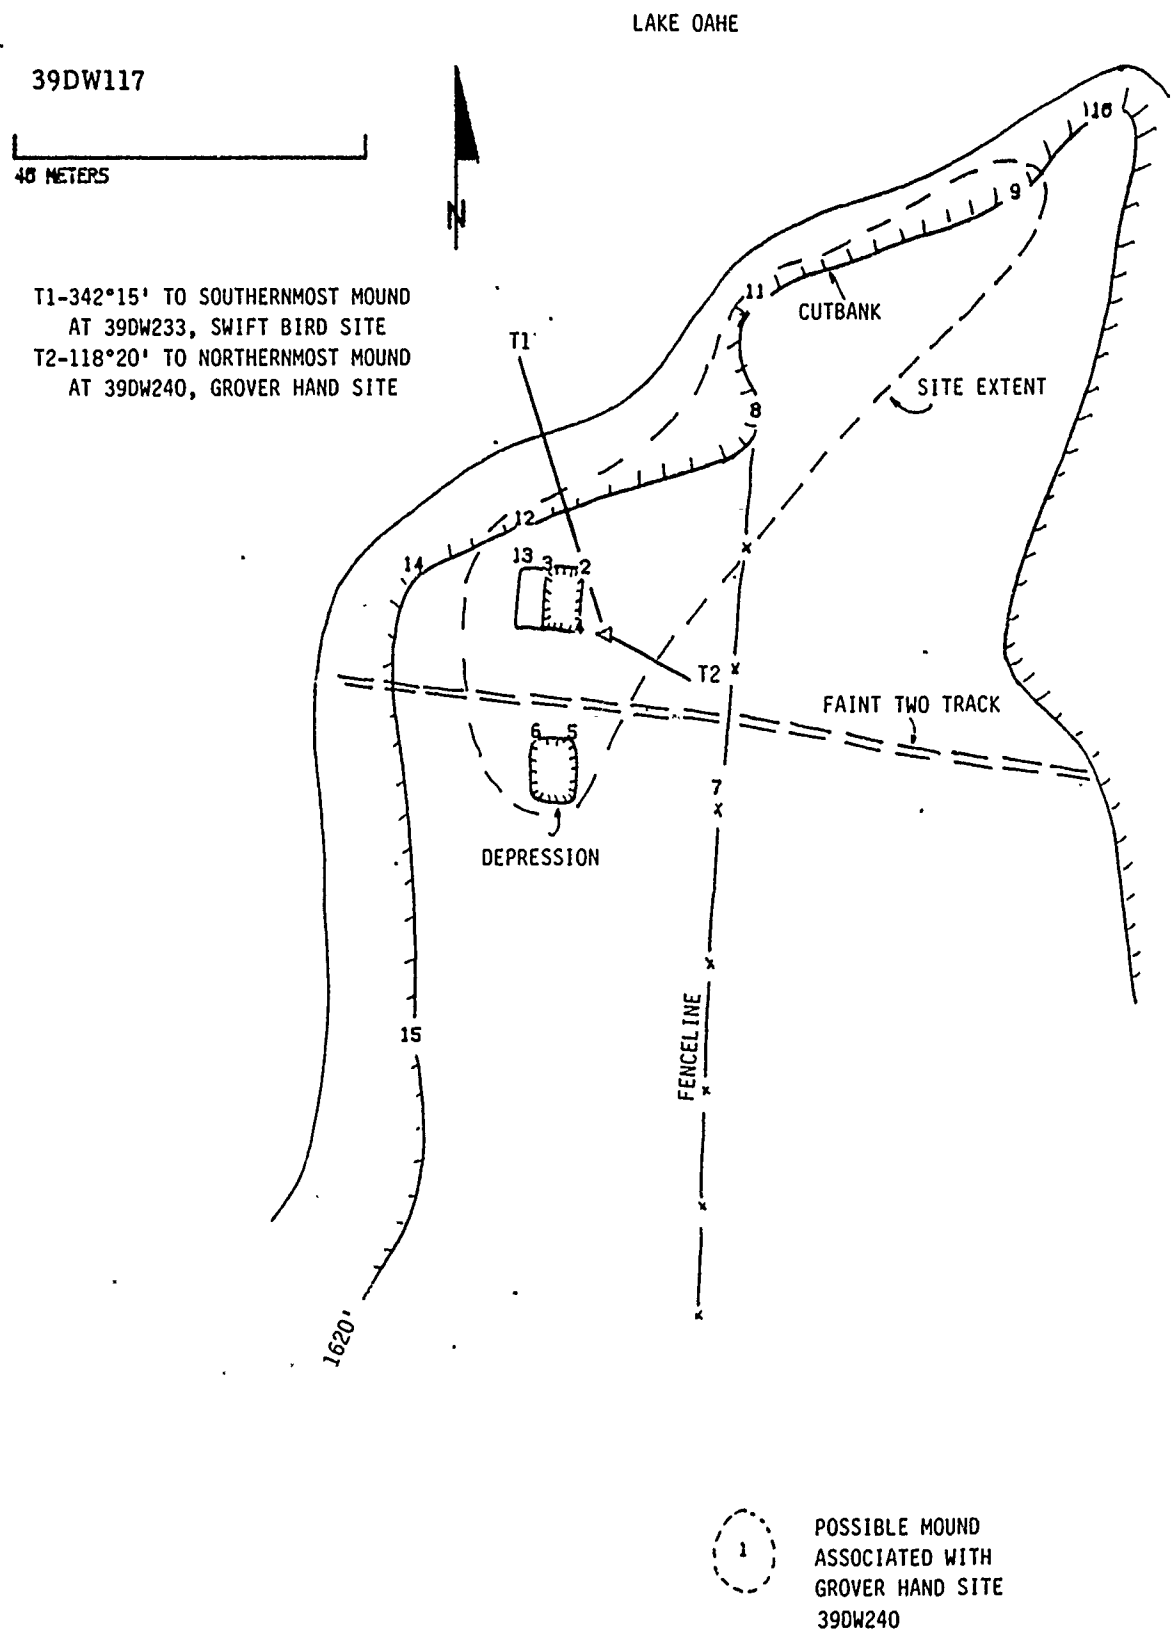 LAKE OAHE
39DW117
40 METERS
N
T1-342°15' TO SOUTHERNMOST MOUND
AT 39DW233, SWIFT BIRD SITE
T2-118°20' TO NORTHERNMOST MOUND
AT 39DW240, GROVER HAND SITE
10
9
11
CUTBANK
T1
SITE EXTENT
8
12
14
13
3
2
4
T2
FAINT TWO TRACK
6
5
7
DEPRESSION
15
FENCELINE
1620'
1
POSSIBLE MOUND
ASSOCIATED WITH
GROVER HAND SITE
39DW240